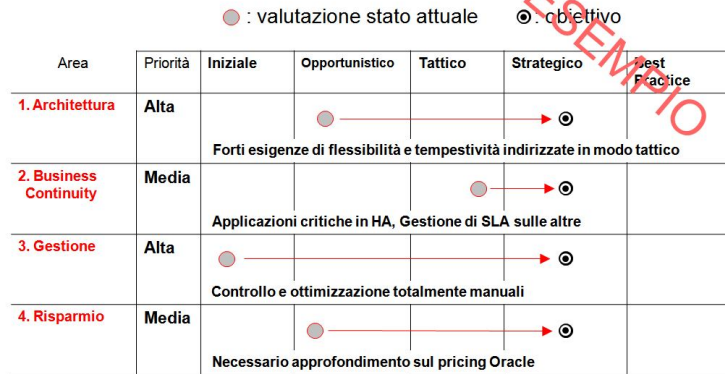 : valutazione stato attuale : obiettivo
ESEMPIO
Area Priorità Iniziale Opportunistico Tattico Strategico Best Practice
1. Architettura Alta
Forti esigenze di flessibilità e tempestività indirizzate in modo tattico
2. Business Continuity Media
Applicazioni critiche in HA, Gestione di SLA sulle altre
3. Gestione Alta
Controllo e ottimizzazione totalmente manuali
4. Risparmio Media
Necessario approfondimento sul pricing Oracle